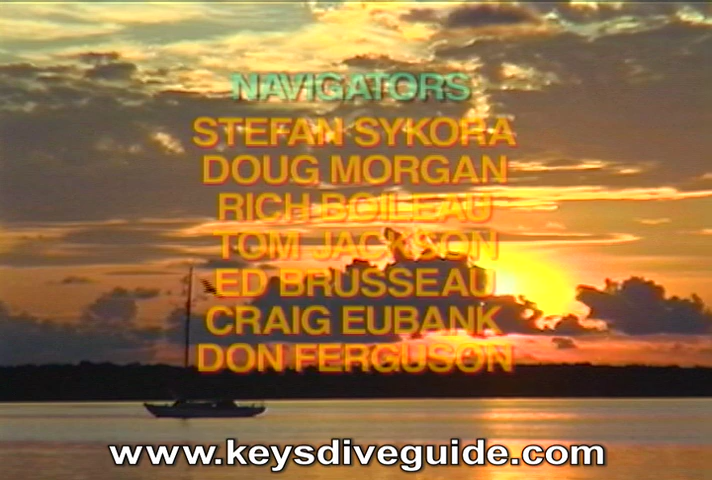 NAVIGATORS
STEFAN SYKORA
DOUG MORGAN
RICH BOILEAU
TOM JACKSON
ED BRUSSEAU
CRAIG EUBANK
DON FERGUSON
www.keysdiveguide.com